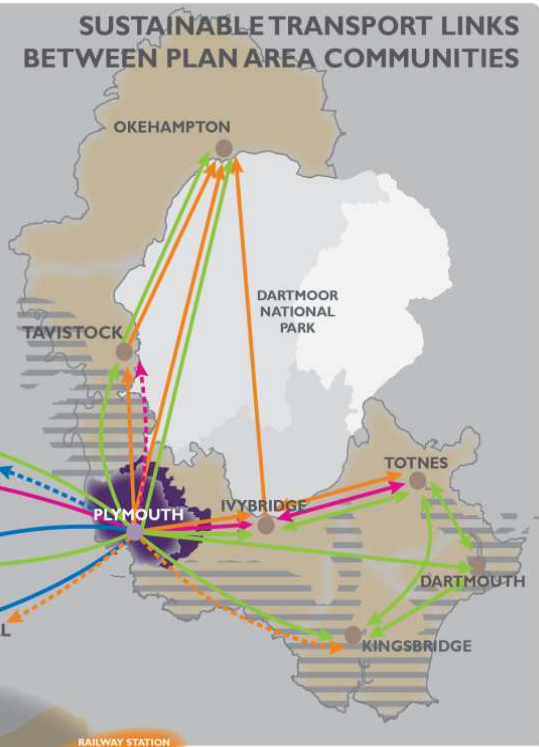 SUSTAINABLE TRANSPORT LINKS
BETWEEN PLAN AREA COMMUNITIES
OKEHAMPTON
DARTMOOR
NATIONAL
PARK
TAVISTOCK
TOTNES
IVYBRIDGE
PLYMOUTH
DARTMOUTH
L
KINGSBRIDGE
RAILWAY STATION